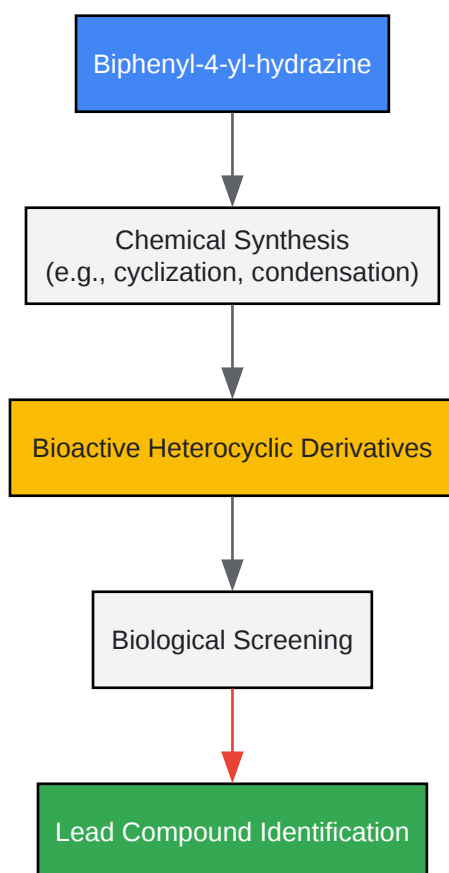 Biphenyl-4-yl-hydrazine
Chemical Synthesis
(e.g., cyclization, condensation)
Bioactive Heterocyclic Derivatives
Biological Screening
Lead Compound Identification